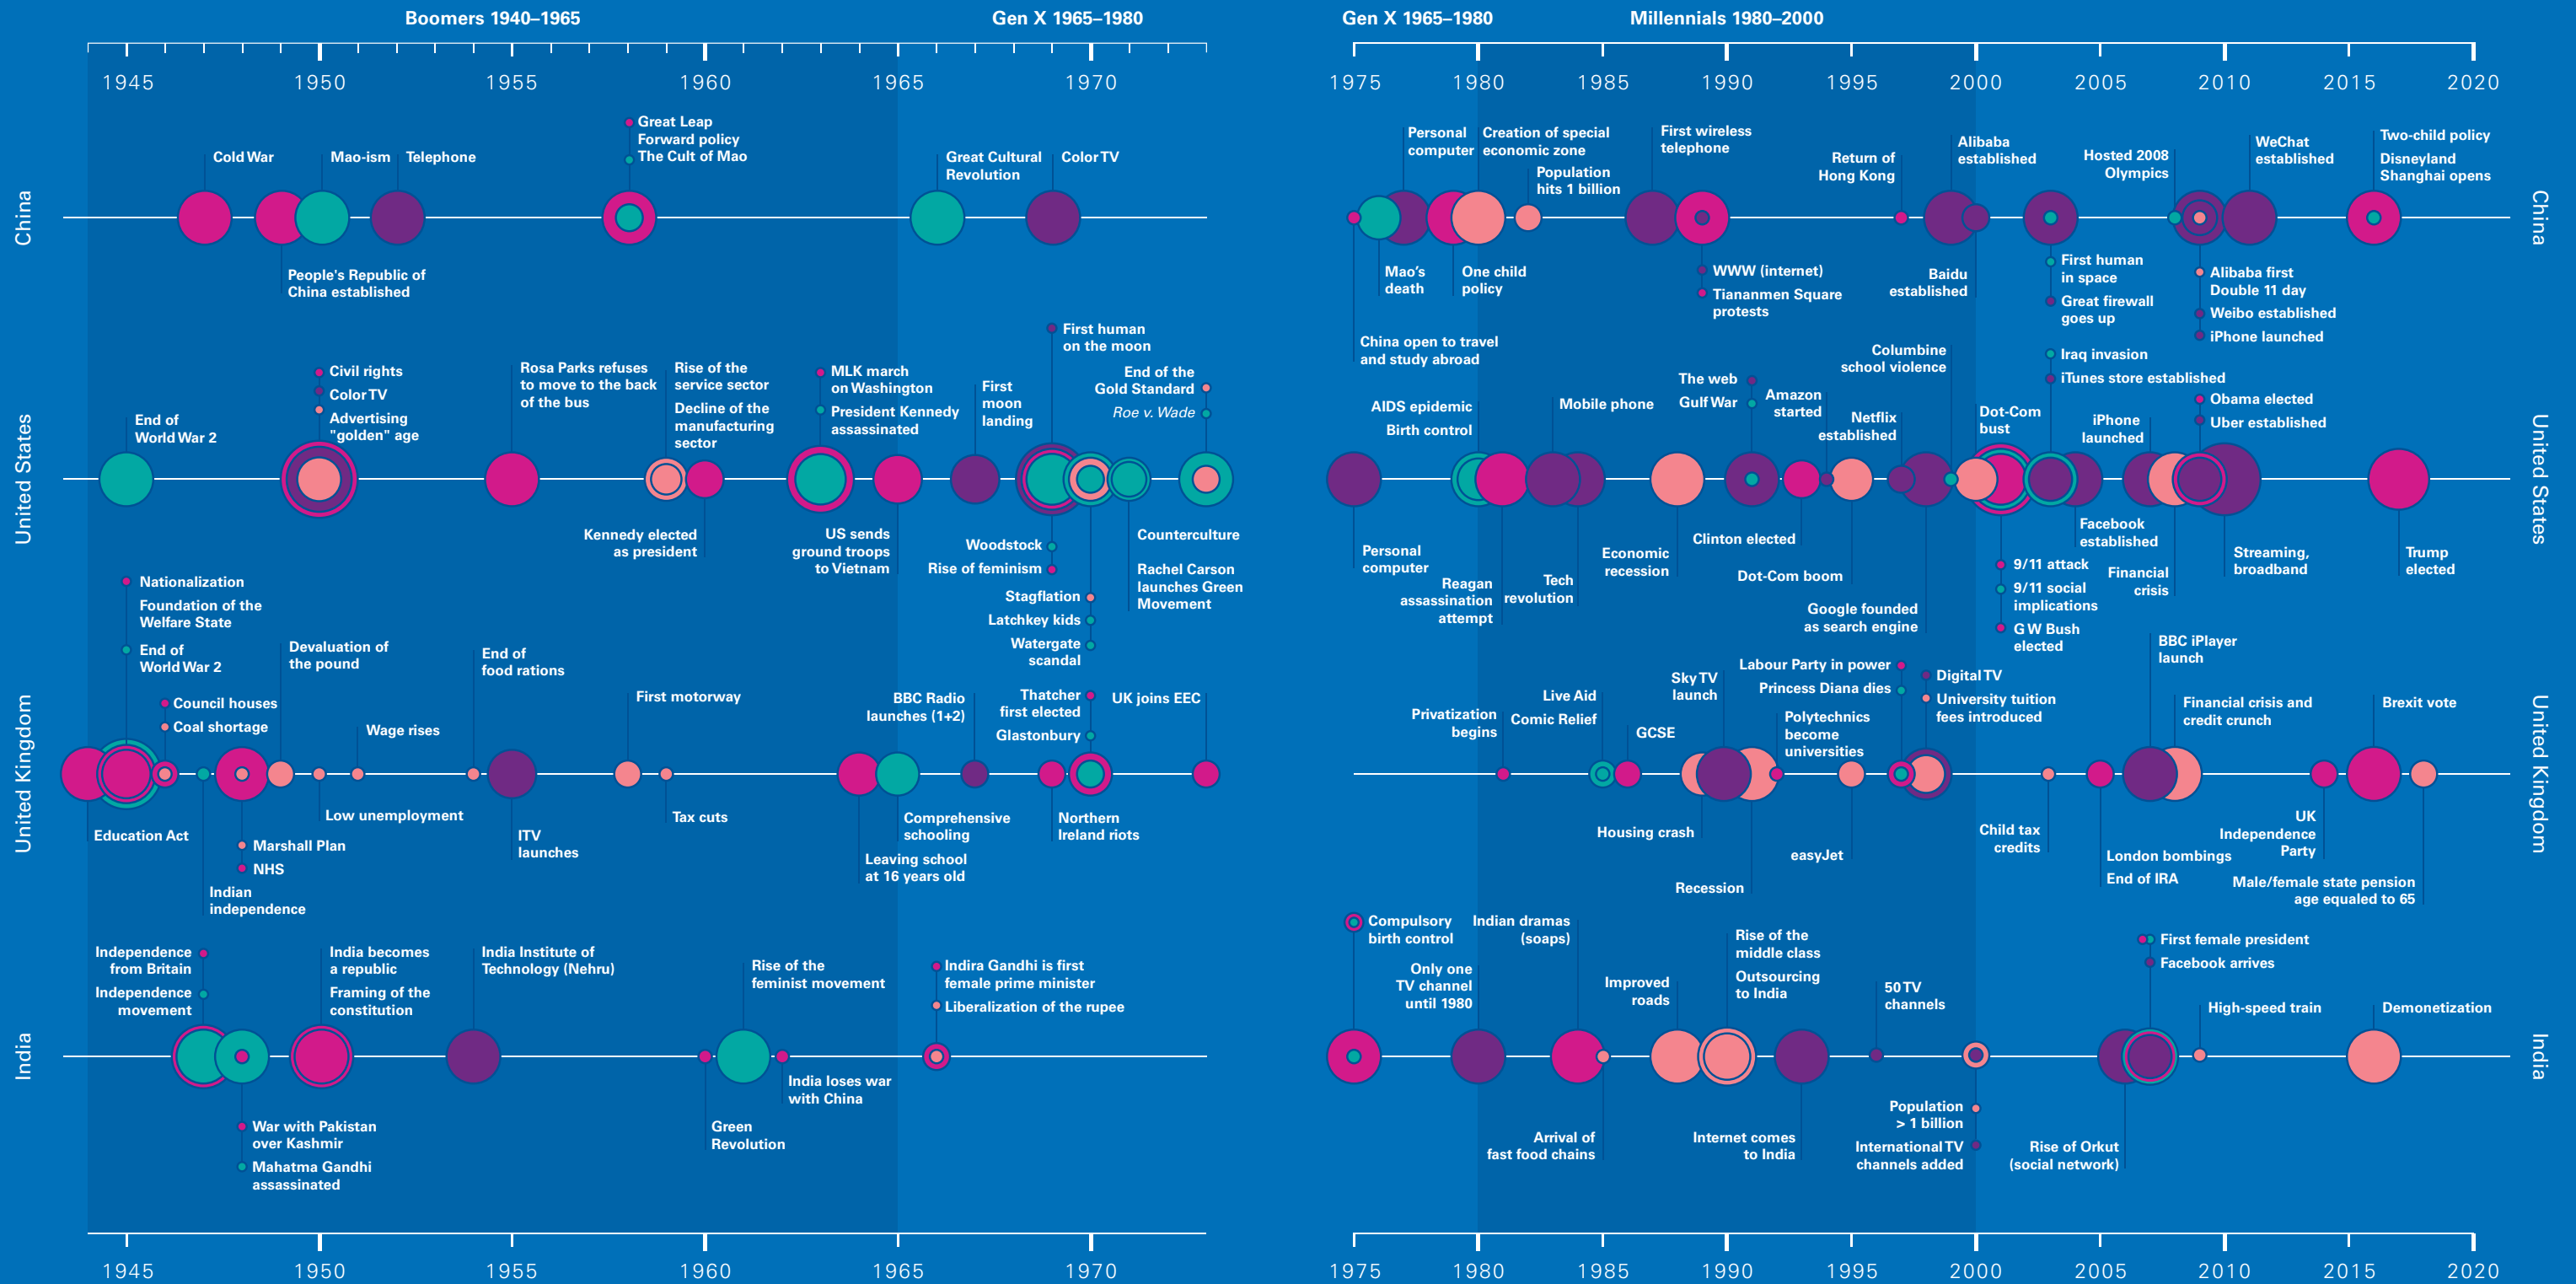 Boomers 1940–1965
Gen X 1965–1980
Gen X 1965–1980
Millennials 1980–2000
1945
1950
1955
1960
1965
1970
1975
1980
1985
1990
1995
2000
2005
2010
2015
2020
China
Cold War
Mao-ism
Telephone
Great Leap
Forward policy
The Cult of Mao
Great Cultural
Revolution
Color TV
People's Republic of
China established
Personal
computer
Creation of special
economic zone
Population
hits 1 billion
First wireless
telephone
Return of
Hong Kong
Alibaba
established
Hosted 2008
Olympics
WeChat
established
Two-child policy
Disneyland
Shanghai opens
China
Mao’s
death
One child
policy
WWW (internet)
Tiananmen Square
protests
Baidu
established
First human
in space
Great firewall
goes up
Alibaba first
Double 11 day
Weibo established
iPhone launched
China open to travel
and study abroad
United States
End of
World War 2
Civil rights
Color TV
Advertising
"golden" age
Rosa Parks refuses
to move to the back
of the bus
Rise of the
service sector
Decline of the
manufacturing
sector
MLK march
on Washington
President Kennedy
assassinated
First
moon
landing
First human
on the moon
End of the
Gold Standard
Roe v. Wade
Kennedy elected
as president
US sends
ground troops
to Vietnam
Woodstock
Rise of feminism
Stagflation
Latchkey kids
Watergate
scandal
Counterculture
Rachel Carson
launches Green
Movement
AIDS epidemic
Birth control
Mobile phone
The web
Gulf War
Amazon
started
Columbine
school violence
Netflix
established
Dot-Com
bust
Iraq invasion
iTunes store established
iPhone
launched
Obama elected
Uber established
United States
Personal
computer
Reagan
assassination
attempt
Tech
revolution
Economic
recession
Clinton elected
Dot-Com boom
Google founded
as search engine
9/11 attack
9/11 social
implications
G W Bush
elected
Facebook
established
Financial
crisis
Streaming,
broadband
Trump
elected
United Kingdom
Nationalization
Foundation of the
Welfare State
End of
World War 2
Council houses
Coal shortage
Devaluation of
the pound
Wage rises
End of
food rations
First motorway
BBC Radio
launches (1+2)
Thatcher
first elected
Glastonbury
UK joins EEC
Education Act
Indian
independence
Marshall Plan
NHS
Low unemployment
ITV
launches
Tax cuts
Leaving school
at 16 years old
Comprehensive
schooling
Northern
Ireland riots
Privatization
begins
Live Aid
Comic Relief
GCSE
Sky TV
launch
Polytechnics
become
universities
Labour Party in power
Princess Diana dies
Digital TV
University tuition
fees introduced
BBC iPlayer
launch
Financial crisis and
credit crunch
Brexit vote
United Kingdom
Housing crash
Recession
easyJet
Child tax
credits
London bombings
End of IRA
UK
Independence
Party
Male/female state pension
age equaled to 65
India
Independence
from Britain
Independence
movement
India becomes
a republic
Framing of the
constitution
India Institute of
Technology (Nehru)
Rise of the
feminist movement
Indira Gandhi is first
female prime minister
Liberalization of the rupee
War with Pakistan
over Kashmir
Mahatma Gandhi
assassinated
Green
Revolution
India loses war
with China
Compulsory
birth control
Only one
TV channel
until 1980
Indian dramas
(soaps)
Improved
roads
Rise of the
middle class
Outsourcing
to India
50 TV
channels
First female president
Facebook arrives
High-speed train
Demonetization
India
Arrival of
fast food chains
Internet comes
to India
Population
> 1 billion
International TV
channels added
Rise of Orkut
(social network)
1945
1950
1955
1960
1965
1970
1975
1980
1985
1990
1995
2000
2005
2010
2015
2020